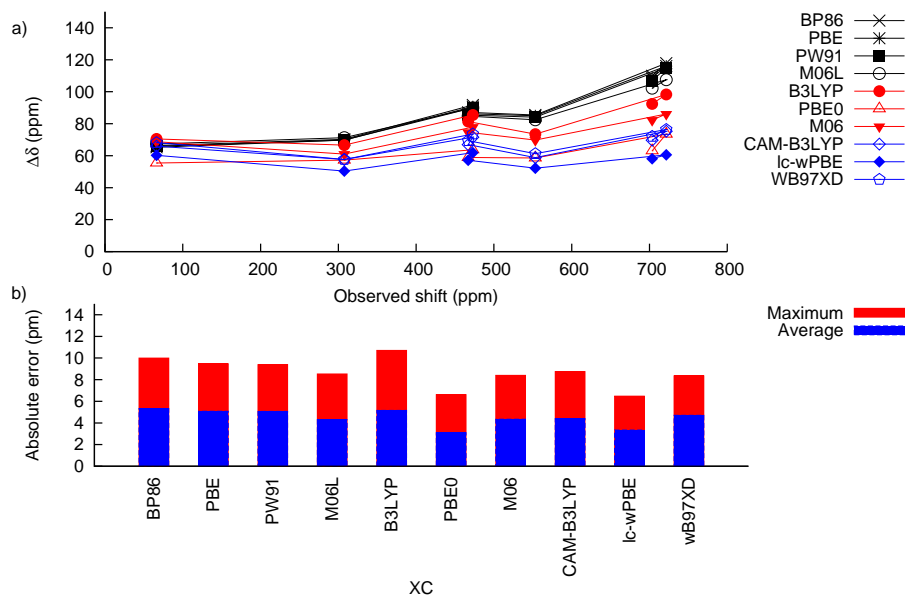 a)
Δδ (ppm)
140
120
100
80
60
40
20
0
0 100 200 300 400 500 600 700 800
Observed shift (ppm)
BP86
PBE
PW91
M06L
B3LYP
PBE0
M06
CAM-B3LYP
lc-wPBE
WB97XD
b)
Absolute error (pm)
14
12
10
8
6
4
2
0
Maximum
Average
BP86
PBE
PW91
M06L
B3LYP
PBE0
M06
CAM-B3LYP
lc-wPBE
wB97XD
XC